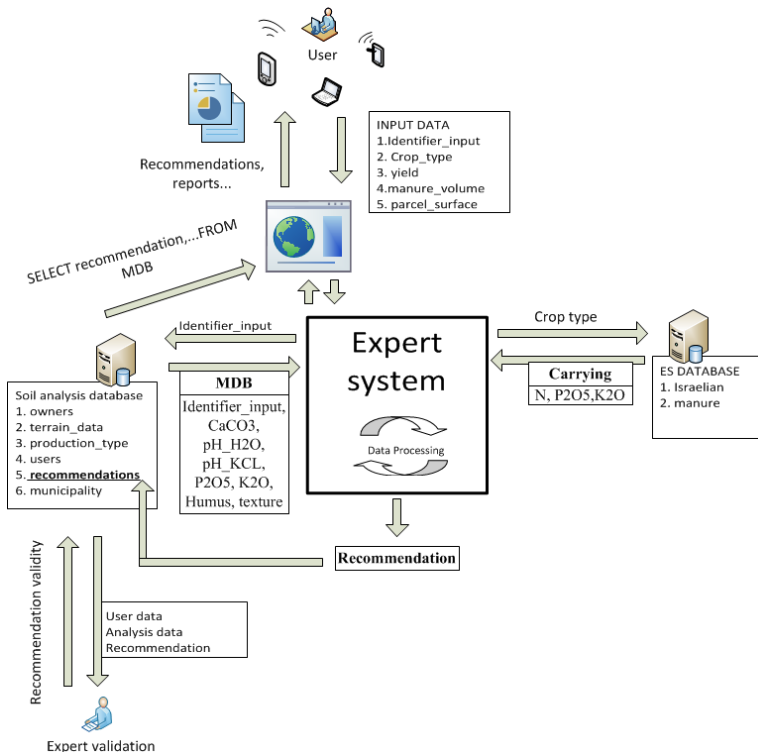 User
INPUT DATA
1.Identifier_input
2. Crop_type
3. yield
4.manure_volume
5. parcel_surface
Recommendations,
reports...
SELECT recommendation,...FROM
MDB
Identifier_input
Crop type
Expert
system
Data Processing
MDB
Identifier_input,
CaCO3,
pH_H2O,
pH_KCL,
P2O5, K2O,
Humus, texture
Carrying
N, P2O5,K2O
ES DATABASE
1. Israelian
2. manure
Soil analysis database
1. owners
2. terrain_data
3. production_type
4. users
5. recommendations
6. municipality
Recommendation
Recommendation validity
User data
Analysis data
Recommendation
Expert validation